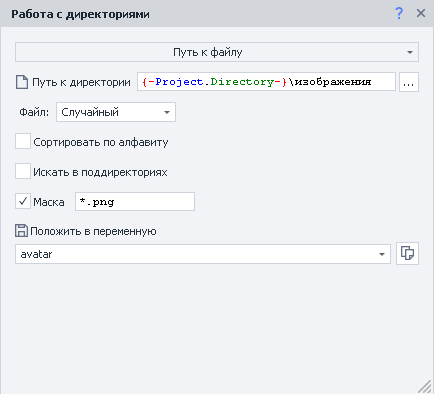 Работа с директориями
? ×
Путь к файлу
Путь к директории {-Project.Directory-}\изображения ...
Файл: Случайный
Сортировать по алфавиту
Искать в поддиректориях
Маска *.png
Положить в переменную
avatar